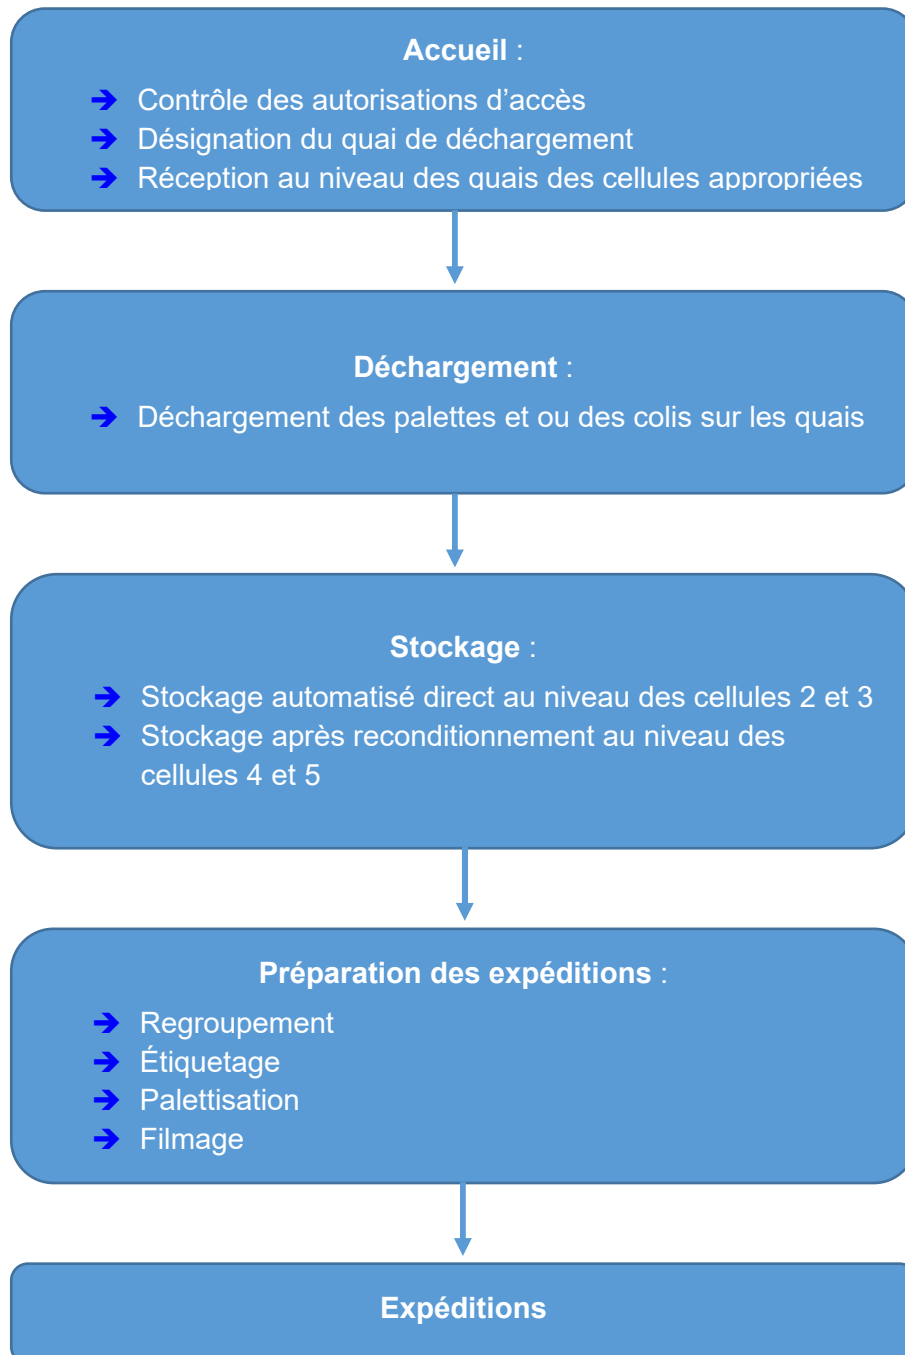 Accueil :
➔ Contrôle des autorisations d’accès
➔ Désignation du quai de déchargement
➔ Réception au niveau des quais des cellules appropriées
Déchargement :
➔ Déchargement des palettes et ou des colis sur les quais
Stockage :
➔ Stockage automatisé direct au niveau des cellules 2 et 3
➔ Stockage après reconditionnement au niveau des
cellules 4 et 5
Préparation des expéditions :
➔ Regroupement
➔ Étiquetage
➔ Palettisation
➔ Filmage
Expéditions